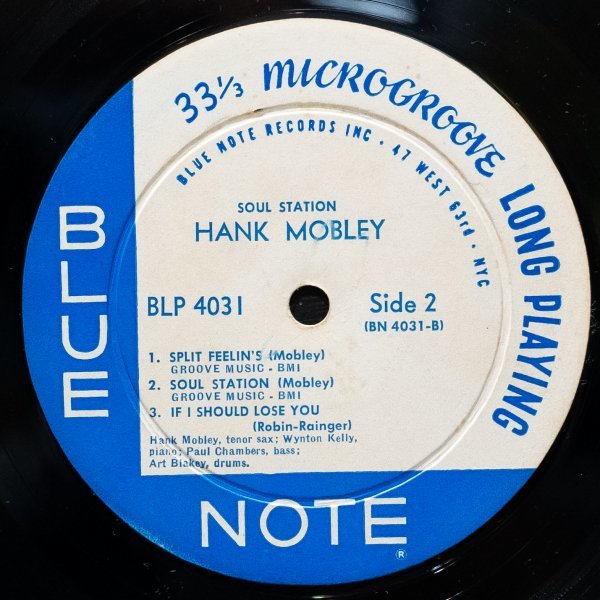 33 1/3 MICROGROOVE LONG PLAYING
BLUE NOTE RECORDS INC · 47 WEST 63rd · NYC
SOUL STATION
HANK MOBLEY
BLP 4031
Side 2
(BN 4031-B)
1. SPLIT FEELIN'S (Mobley)
GROOVE MUSIC - BMI
2. SOUL STATION (Mobley)
GROOVE MUSIC - BMI
3. IF I SHOULD LOSE YOU
(Robin-Rainger)
Hank Mobley, tenor sax; Wynton Kelly,
piano; Paul Chambers, bass;
Art Blakey, drums.
BLUE
NOTE
®